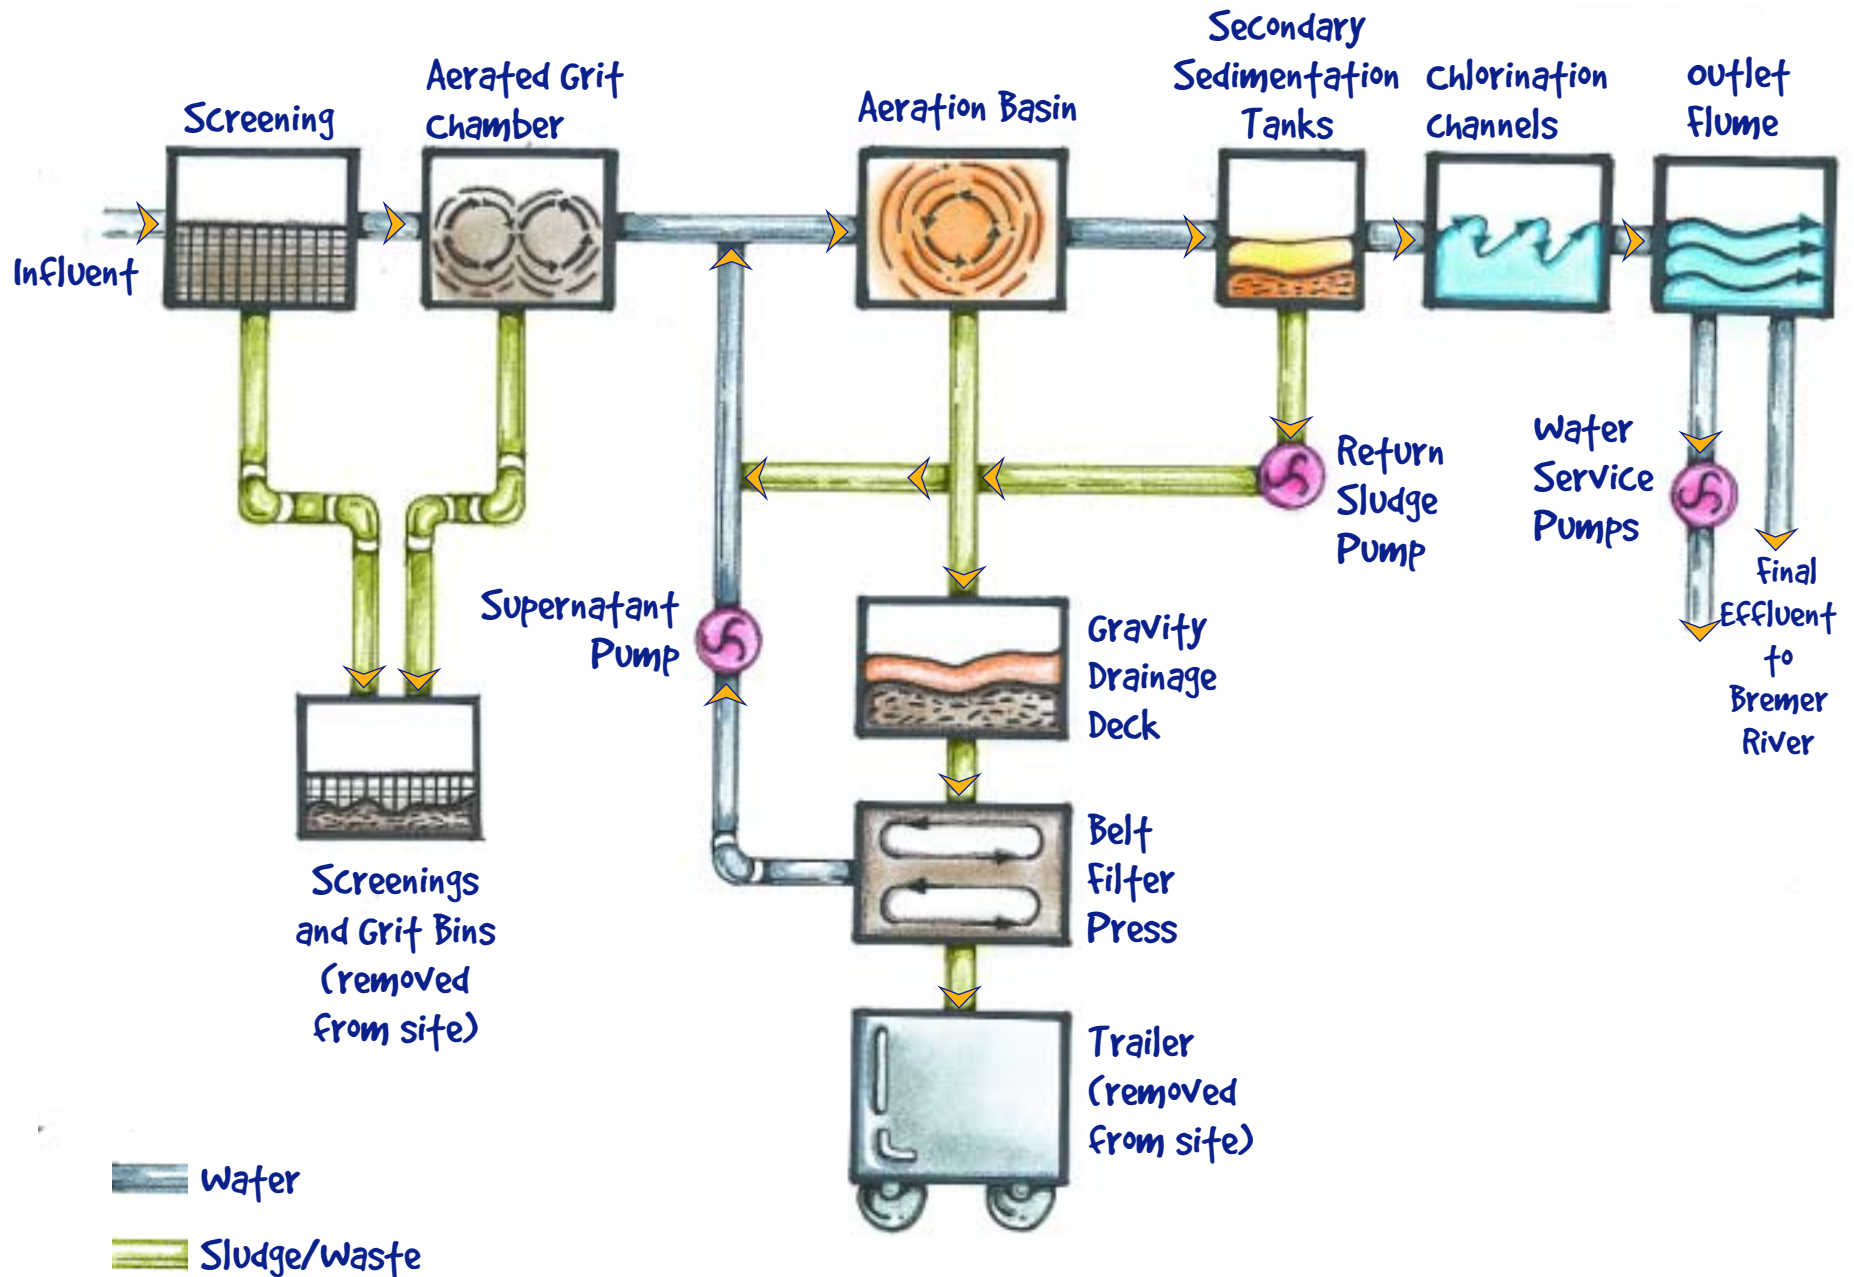 Screening
Aerated Grit
Chamber
Aeration Basin
Secondary
Sedimentation
Tanks
Chlorination
Channels
Outlet
Flume
Influent
Return
Sludge
Pump
Water
Service
Pumps
Final
Effluent
to
Bremer
River
Supernatant
Pump
Gravity
Drainage
Deck
Belt
Filter
Press
Screenings
and Grit Bins
(removed
from site)
Trailer
(removed
from site)
Water
Sludge/Waste